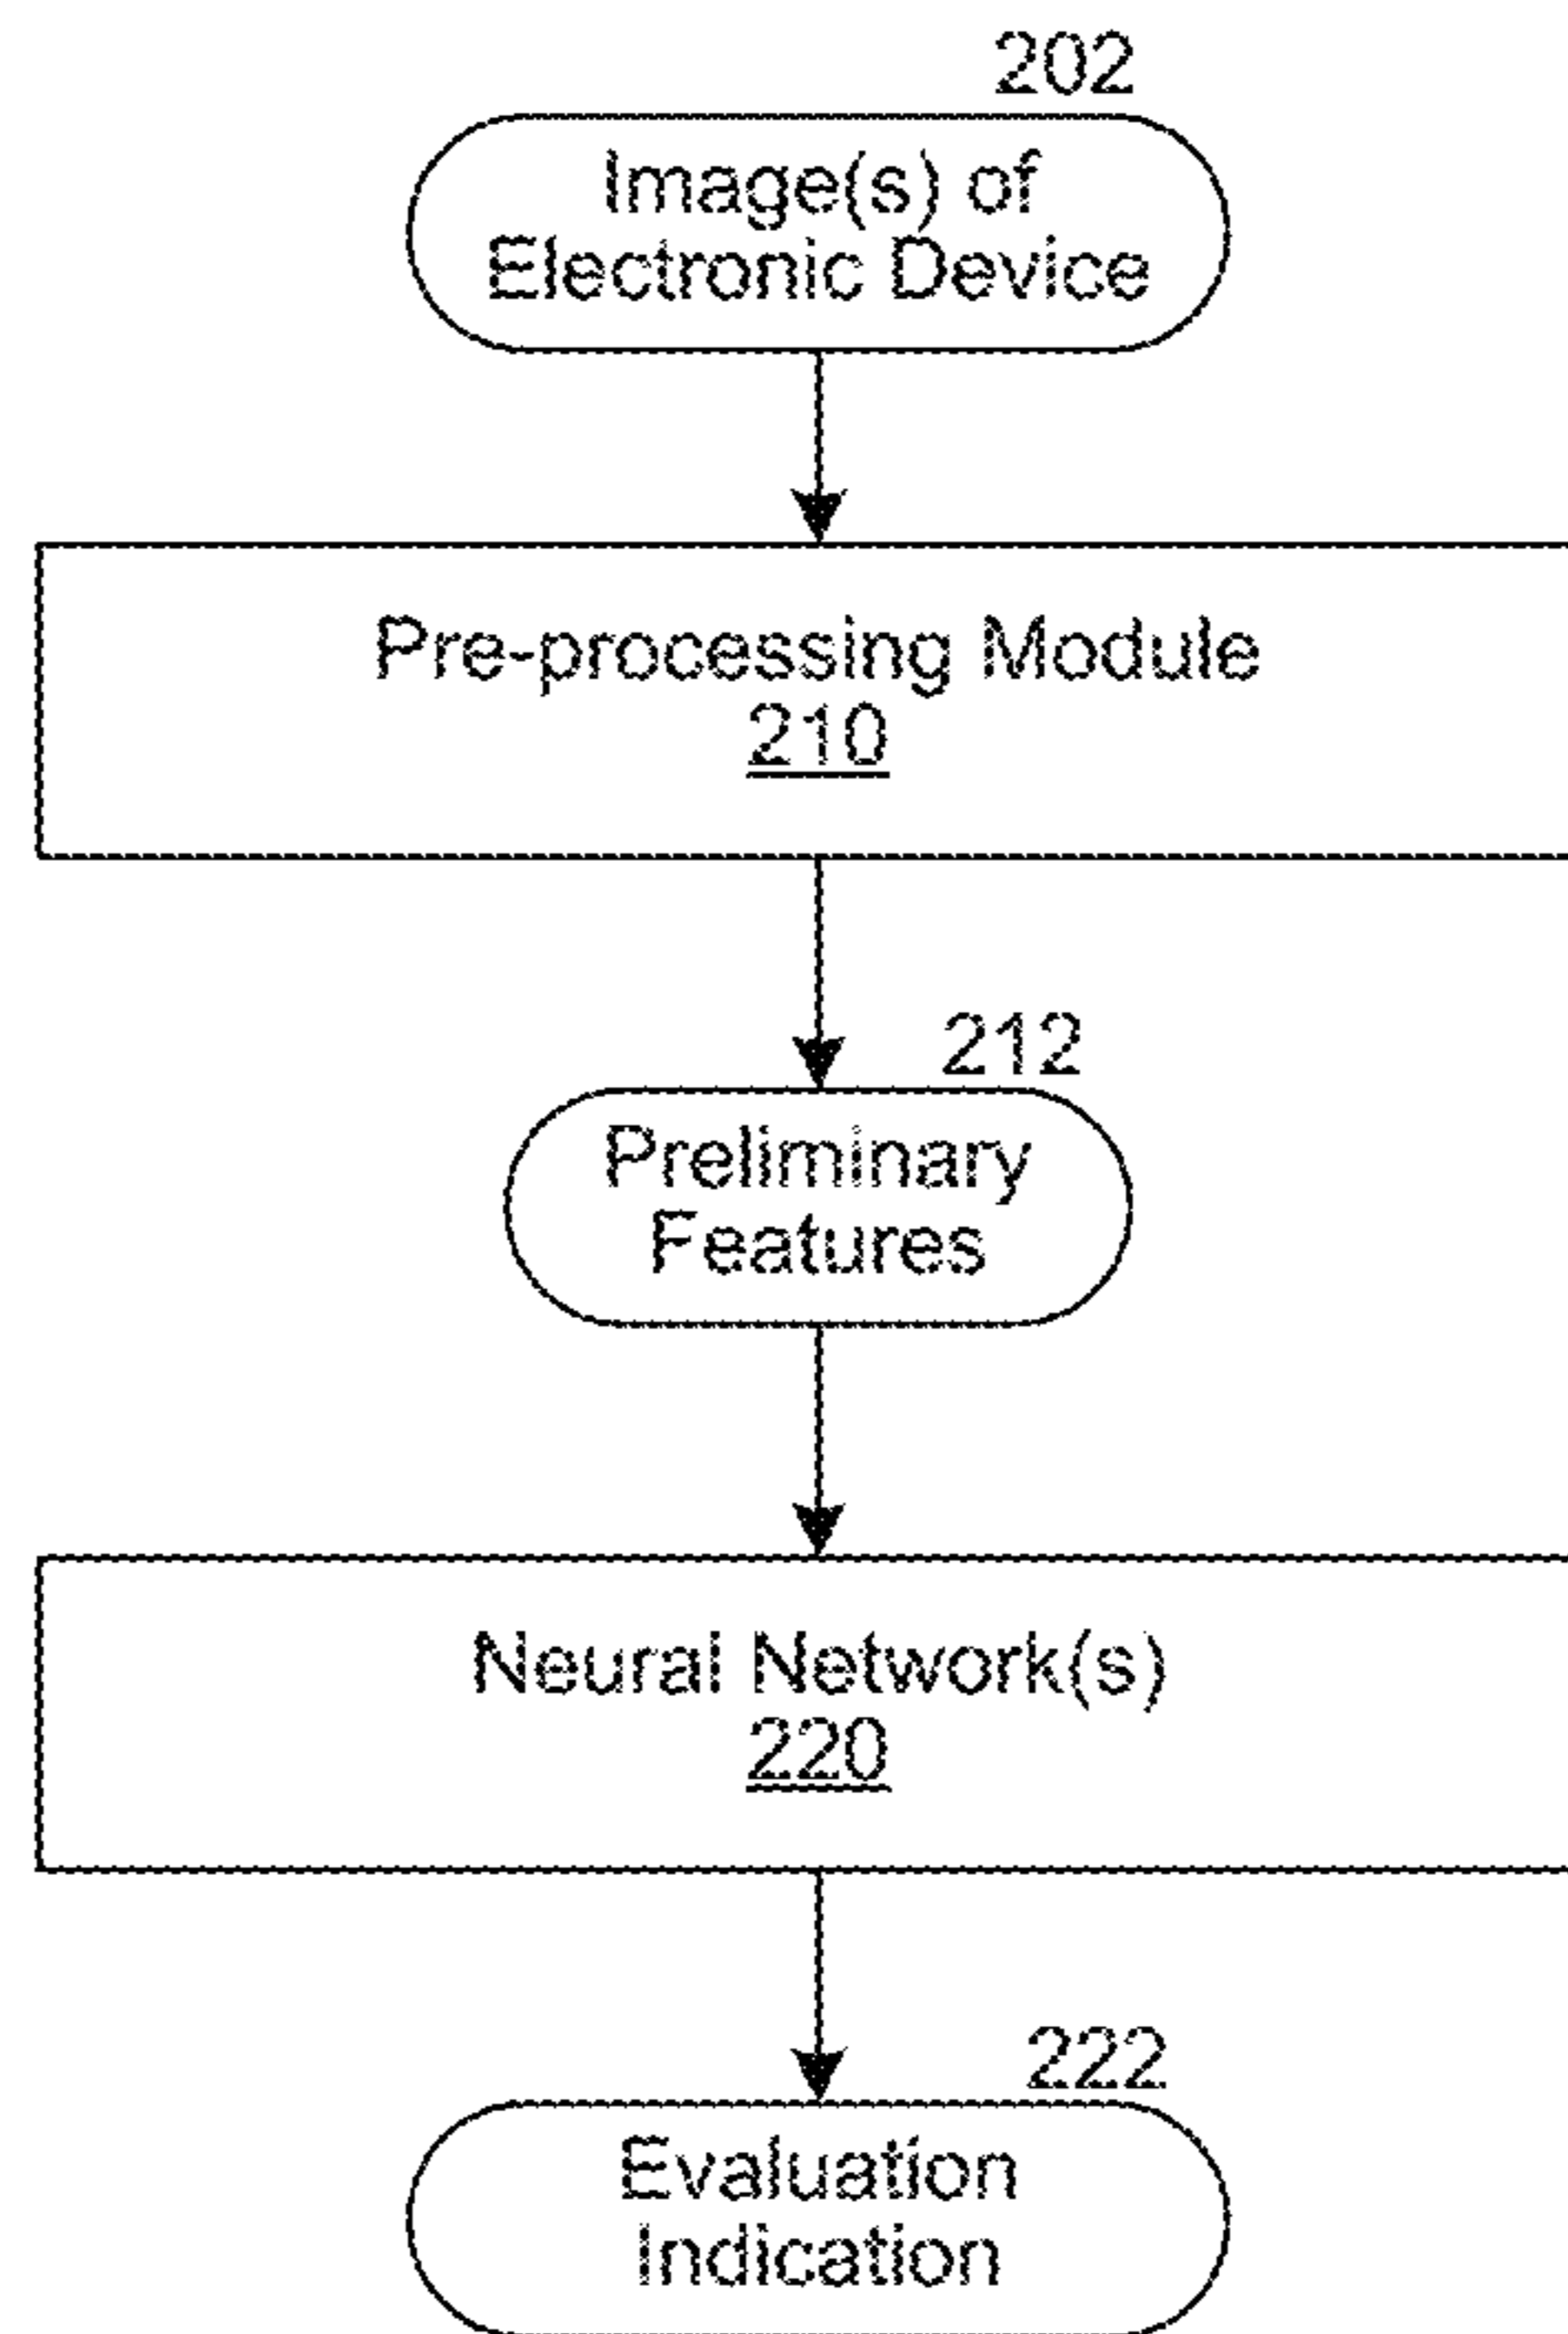 202
Image(s) of
Electronic Device
Pre-processing Module
210
212
Preliminary
Features
Neural Network(s)
220
222
Evaluation
Indication